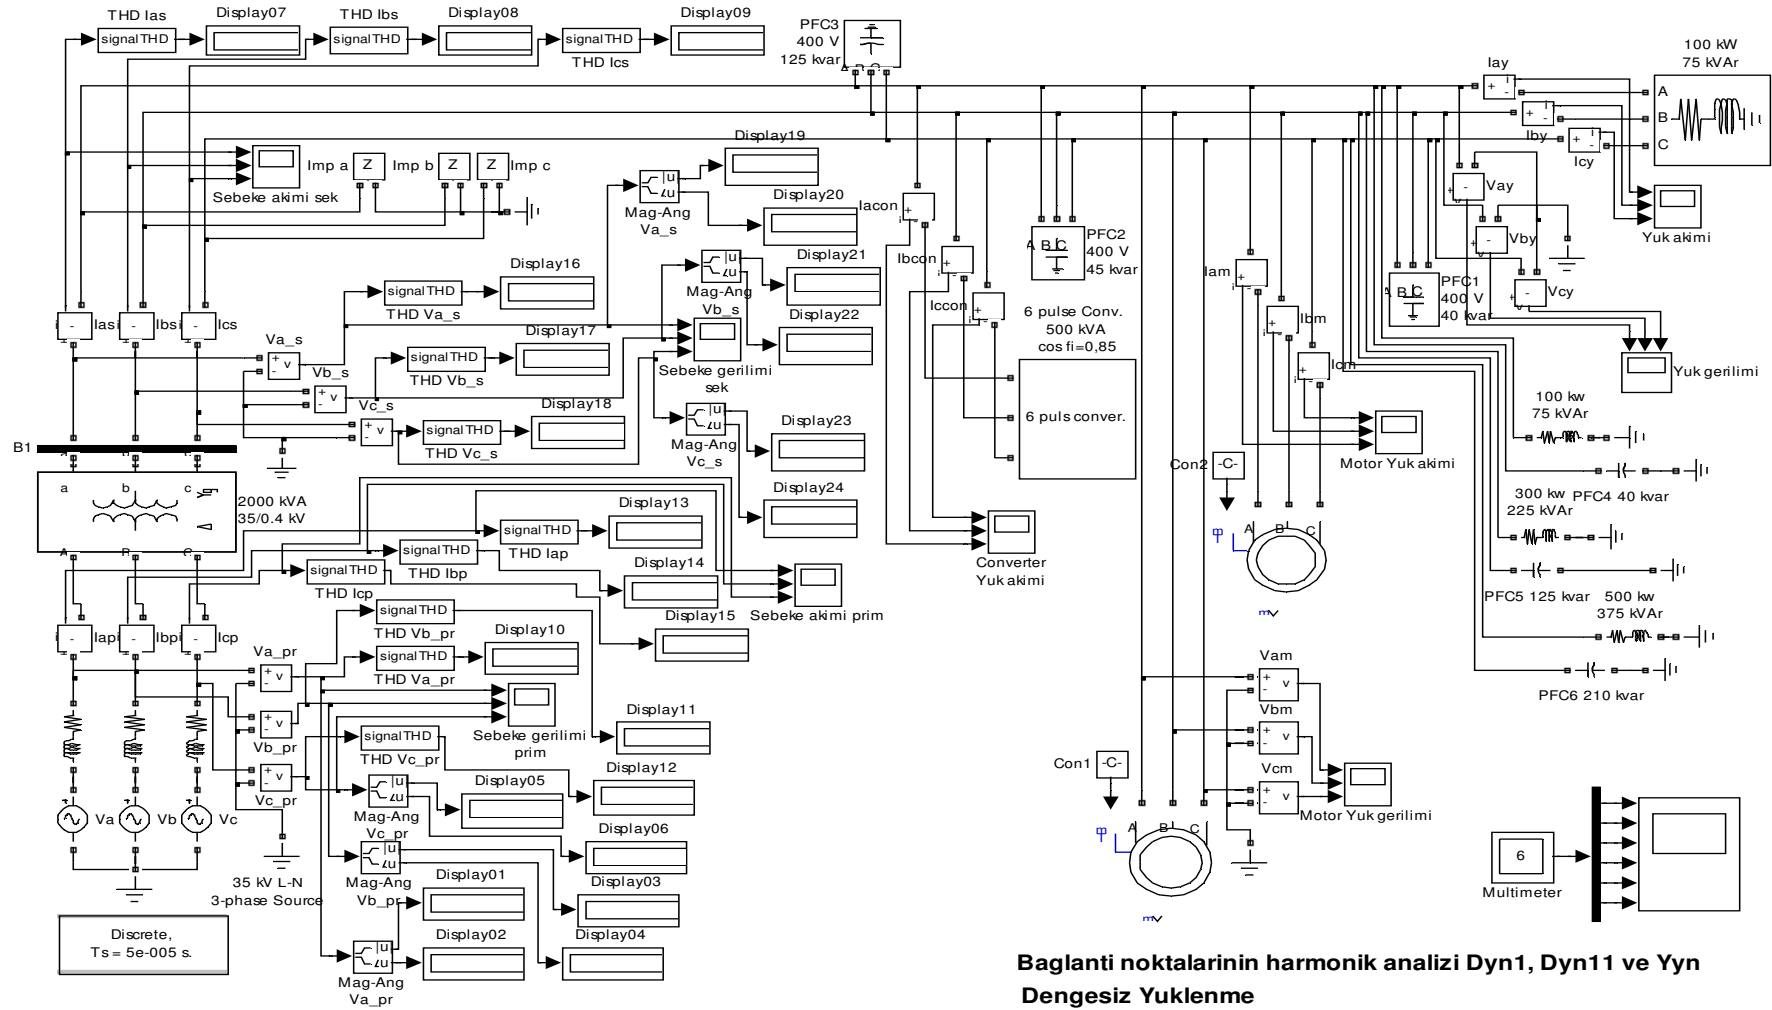 THD Ias
Display07
THD Ibs
Display08
Display09
signalTHD
signalTHD
signalTHD
THD Ics
PFC3
400 V
125 kvar
A B C
100 kW
75 kVAr
Iay
A
B
C
Iby
Icy
Display19
Imp a
Z
Imp b
Z
Z
Imp c
Sebeke akimi sek
|u|
Mag-Ang
Va_s
Display20
Iacon
Ibcon
Iccon
A B C
PFC2
400 V
45 kvar
Vay
Vby
Vcy
Yuk akimi
Iam
Ibm
Icm
A B C
PFC1
400 V
40 kvar
Display21
|u|
Mag-Ang
Vb_s
Display22
Display16
signalTHD
THD Va_s
Display17
signalTHD
THD Vb_s
Sebeke gerilimi
sek
Display18
signalTHD
THD Vc_s
Ias
Ibs
Ics
Va_s
Vb_s
Vc_s
|u|
Mag-Ang
Vc_s
Display23
Display24
6 pulse Conv.
500 kVA
cos fi=0,85
6 puls conver.
Yuk gerilimi
100 kw
75 kVAr
PFC4 40 kvar
300 kw
225 kVAr
PFC5 125 kvar
500 kw
375 kVAr
PFC6 210 kvar
Motor Yuk akimi
Con2
-C-
A B C
m
B1
a b c
2000 kVA
35/0.4 kV
A B C
Display13
signalTHD
THD Iap
signalTHD
THD Ibp
Display14
signalTHD
THD Icp
Display15
Sebeke akimi prim
Converter
Yuk akimi
Iap
Ibp
Icp
signalTHD
THD Vb_pr
Display10
signalTHD
THD Va_pr
Va_pr
Vb_pr
Vc_pr
Sebeke gerilimi
prim
Display11
signalTHD
THD Vc_pr
Display12
Display05
|u|
Mag-Ang
Vc_pr
Display06
|u|
Mag-Ang
Vb_pr
Display03
Display01
Display02
Display04
|u|
Mag-Ang
Va_pr
Va
Vb
Vc
35 kV L-N
3-phase Source
Discrete,
Ts = 5e-005 s.
Vam
Vbm
Vcm
Motor Yuk gerilimi
Con1
-C-
A B C
m
6
Multimeter
Baglanti noktalarinin harmonik analizi Dyn1, Dyn11 ve Yyn
Dengesiz Yuklenme